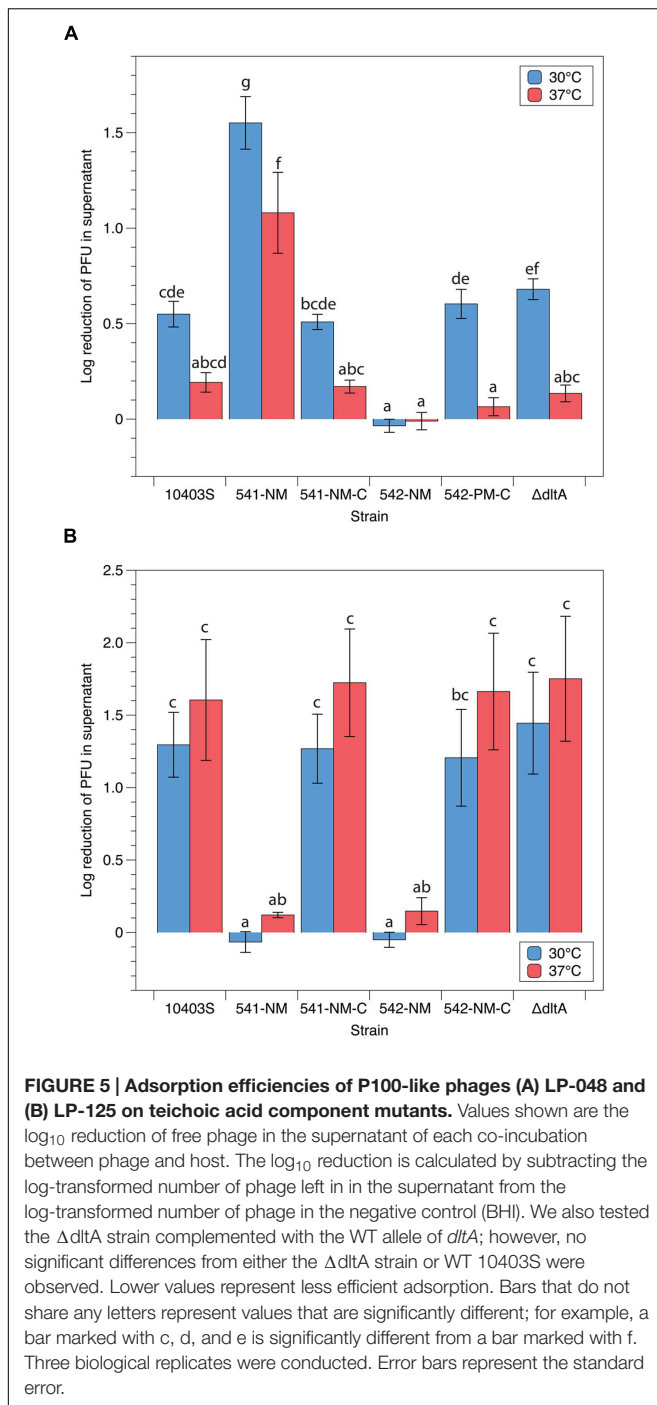 A
30°C
37°C
Log reduction of PFU in supernatant
1.5
1.0
0.5
0
cde
abcd
g
f
bcde
abc
a
a
de
a
ef
abc
10403S 541-NM 541-NM-C 542-NM 542-PM-C ΔdltA
Strain
B
Log reduction of PFU in supernatant
2.5
2.0
1.5
1.0
0.5
0
c
c
a
ab
c
c
a
ab
bc
c
c
c
30°C
37°C
10403S 541-NM 541-NM-C 542-NM 542-NM-C ΔdltA
Strain
FIGURE 5 | Adsorption efficiencies of P100-like phages (A) LP-048 and
(B) LP-125 on teichoic acid component mutants. Values shown are the
log₁₀ reduction of free phage in the supernatant of each co-incubation
between phage and host. The log₁₀ reduction is calculated by subtracting the
log-transformed number of phage left in in the supernatant from the
log-transformed number of phage in the negative control (BHI). We also tested
the ΔdltA strain complemented with the WT allele of dltA; however, no
significant differences from either the ΔdltA strain or WT 10403S were
observed. Lower values represent less efficient adsorption. Bars that do not
share any letters represent values that are significantly different; for example, a
bar marked with c, d, and e is significantly different from a bar marked with f.
Three biological replicates were conducted. Error bars represent the standard
error.